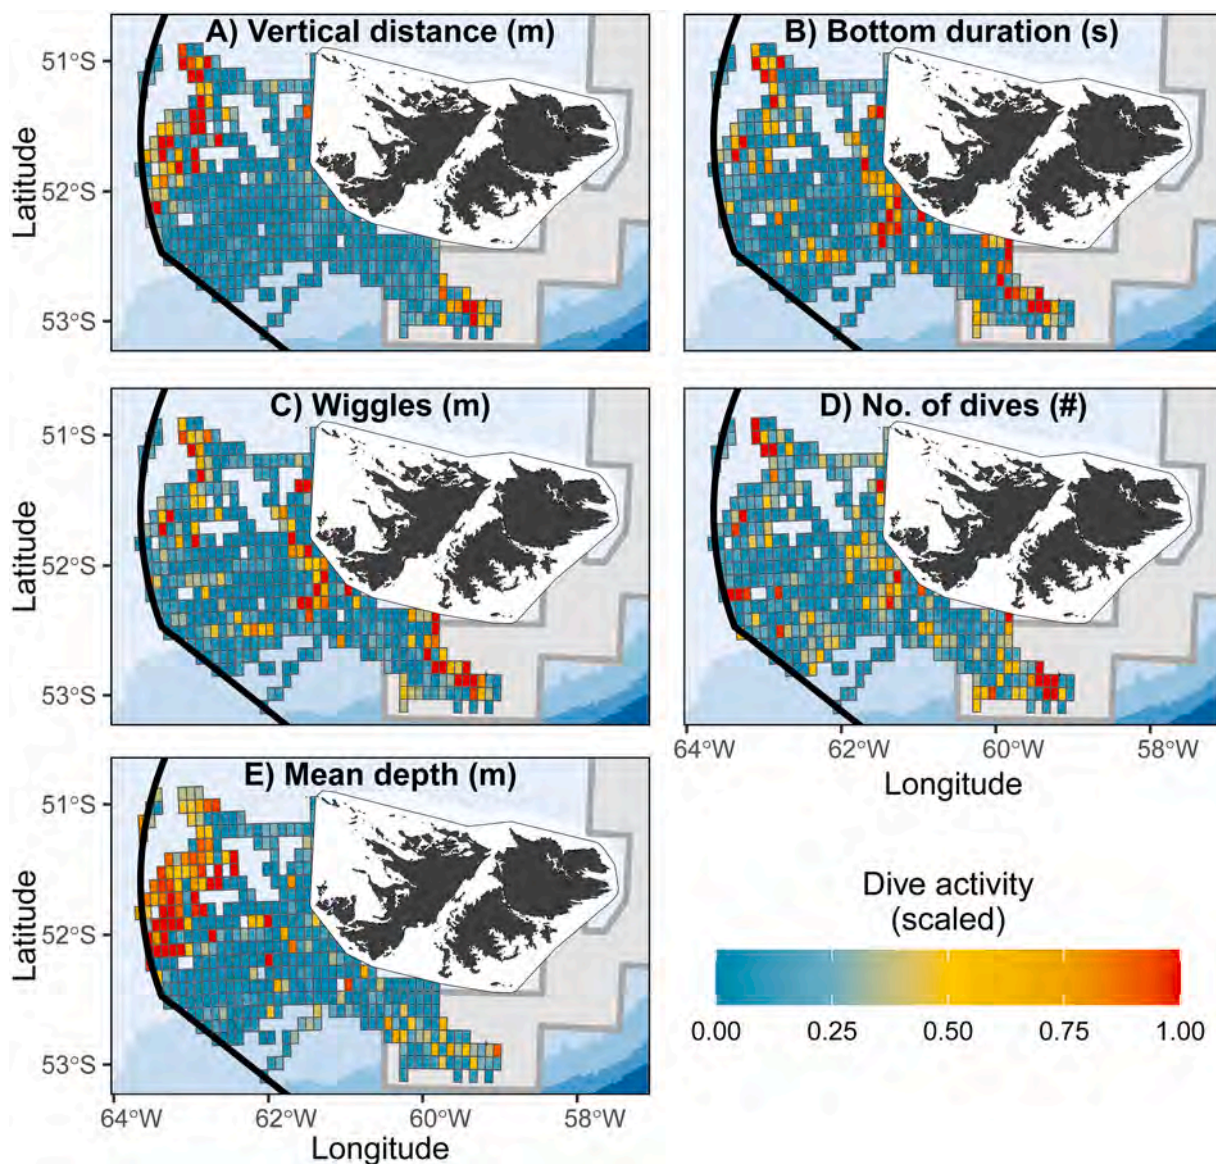 A) Vertical distance (m)
B) Bottom duration (s)
51°S
52°S
53°S
Latitude
C) Wiggles (m)
D) No. of dives (#)
51°S
52°S
53°S
Latitude
64°W 62°W 60°W 58°W
Longitude
E) Mean depth (m)
51°S
52°S
53°S
Latitude
64°W 62°W 60°W 58°W
Longitude
Dive activity
(scaled)
0.00 0.25 0.50 0.75 1.00